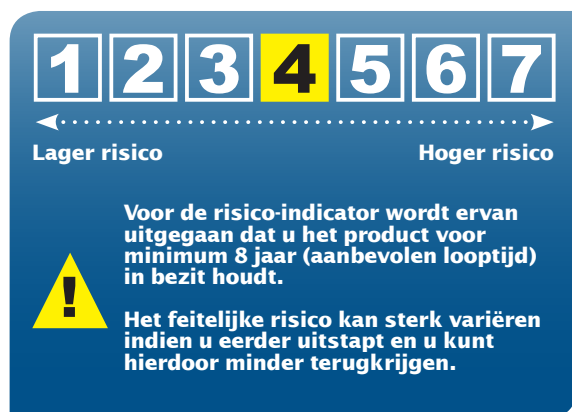 1 2 3 4 5 6 7
Lager risico Hoger risico
Voor de risico-indicator wordt ervan
uitgegaan dat u het product voor
minimum 8 jaar (aanbevolen looptijd)
in bezit houdt.
!
Het feitelijke risico kan sterk variëren
indien u eerder uitstapt en u kunt
hierdoor minder terugkrijgen.